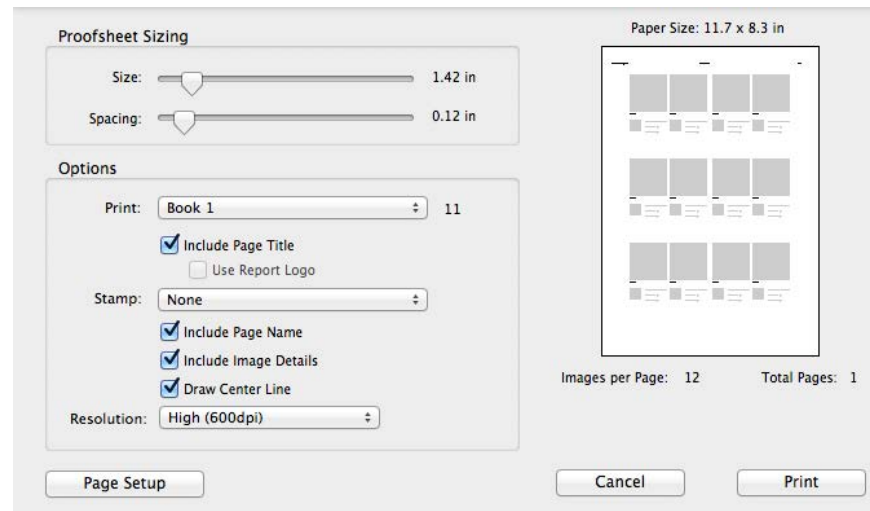 Proofsheet Sizing
Size: 1.42 in
Spacing: 0.12 in
Options
Print: Book 1 11
Include Page Title
Use Report Logo
Stamp: None
Include Page Name
Include Image Details
Draw Center Line
Resolution: High (600dpi)
Page Setup
Paper Size: 11.7 x 8.3 in
Images per Page: 12 Total Pages: 1
Cancel Print